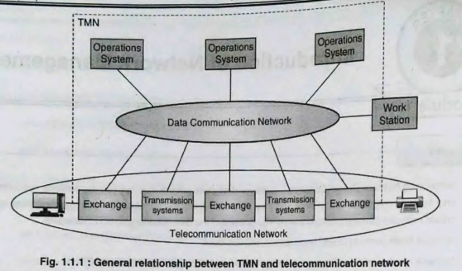 TMN
Operations
System
Operations
System
Operations
System
Data Communication Network
Work
Station
Exchange
Transmission
systems
Exchange
Transmission
systems
Exchange
Telecommunication Network
Fig. 1.1.1 : General relationship between TMN and telecommunication network